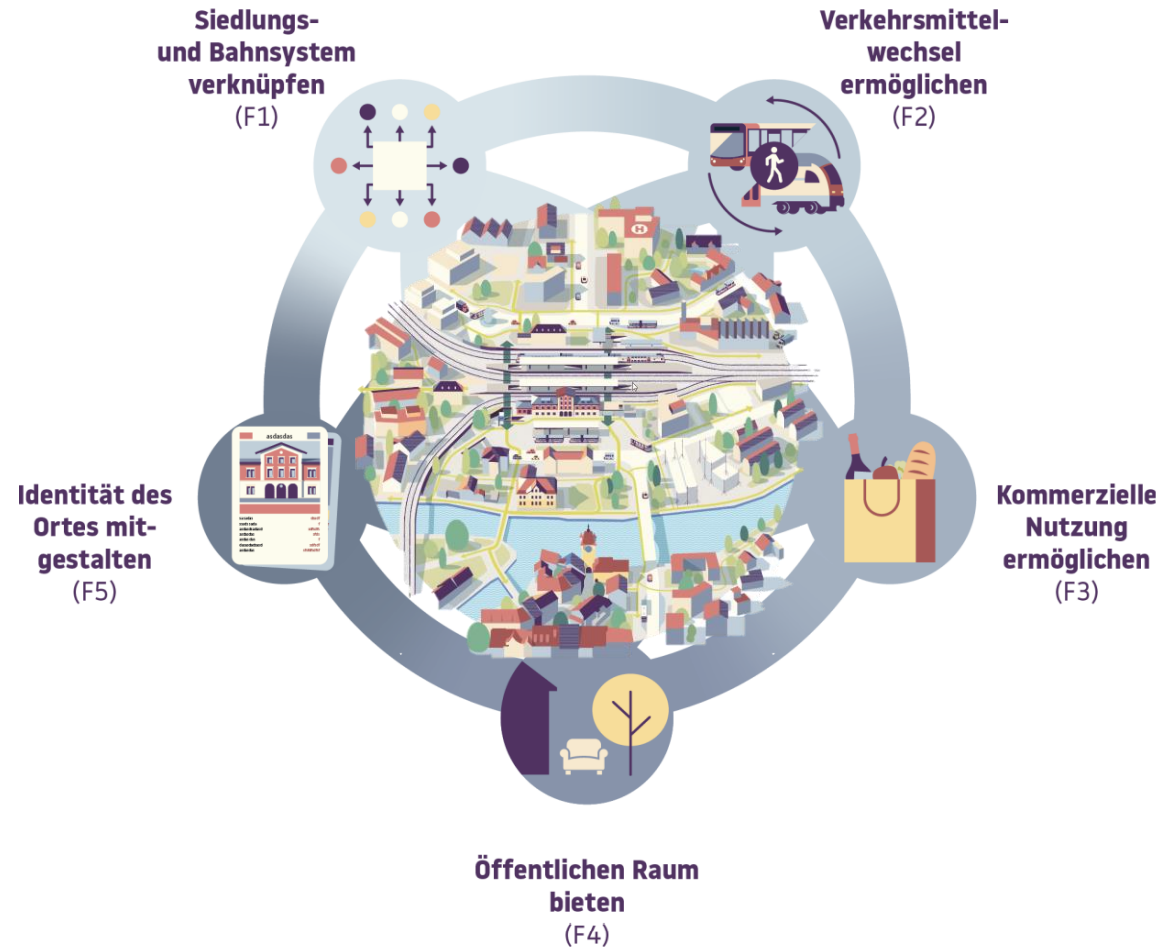 Siedlungs-
und Bahnsystem
verknüpfen
(F1)
Verkehrsmittel-
wechsel
ermöglichen
(F2)
H
asdasdas
Identität des
Ortes mit-
gestalten
(F5)
Kommerzielle
Nutzung
ermöglichen
(F3)
Öffentlichen Raum
bieten
(F4)